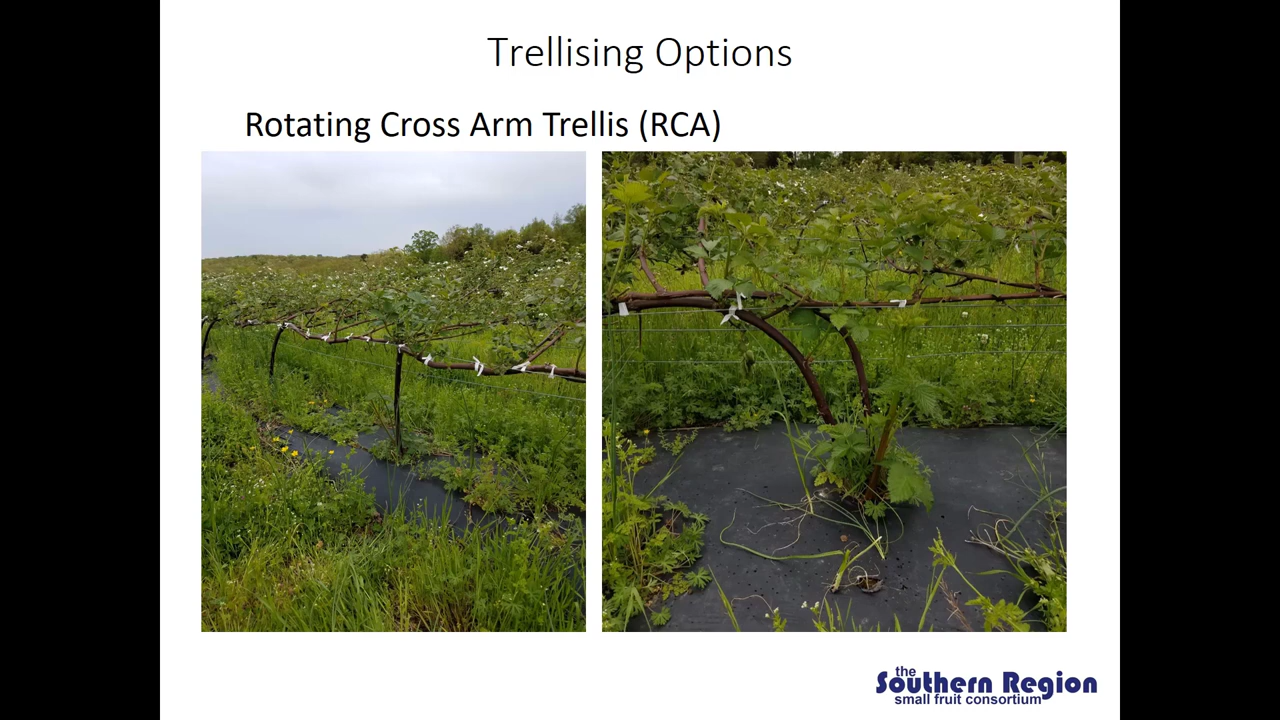 Trellising Options
Rotating Cross Arm Trellis (RCA)
the
Southern Region
small fruit consortium